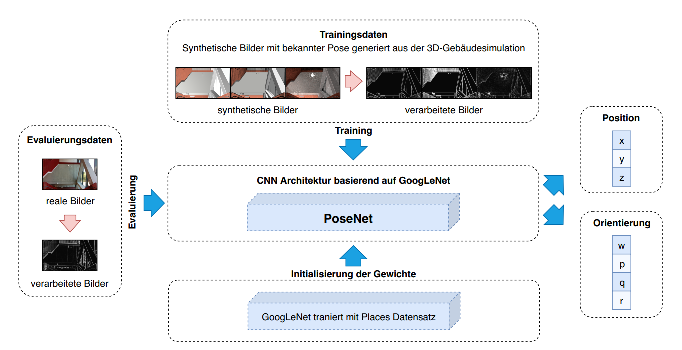 Trainingsdaten
Synthetische Bilder mit bekannter Pose generiert aus der 3D-Gebäudesimulation
synthetische Bilder
verarbeitete Bilder
Training
Evaluierungsdaten
reale Bilder
verarbeitete Bilder
Evaluierung
CNN Architektur basierend auf GoogLeNet
PoseNet
Initialisierung der Gewichte
GoogLeNet traniert mit Places Datensatz
Position
x
y
z
Orientierung
w
p
q
r